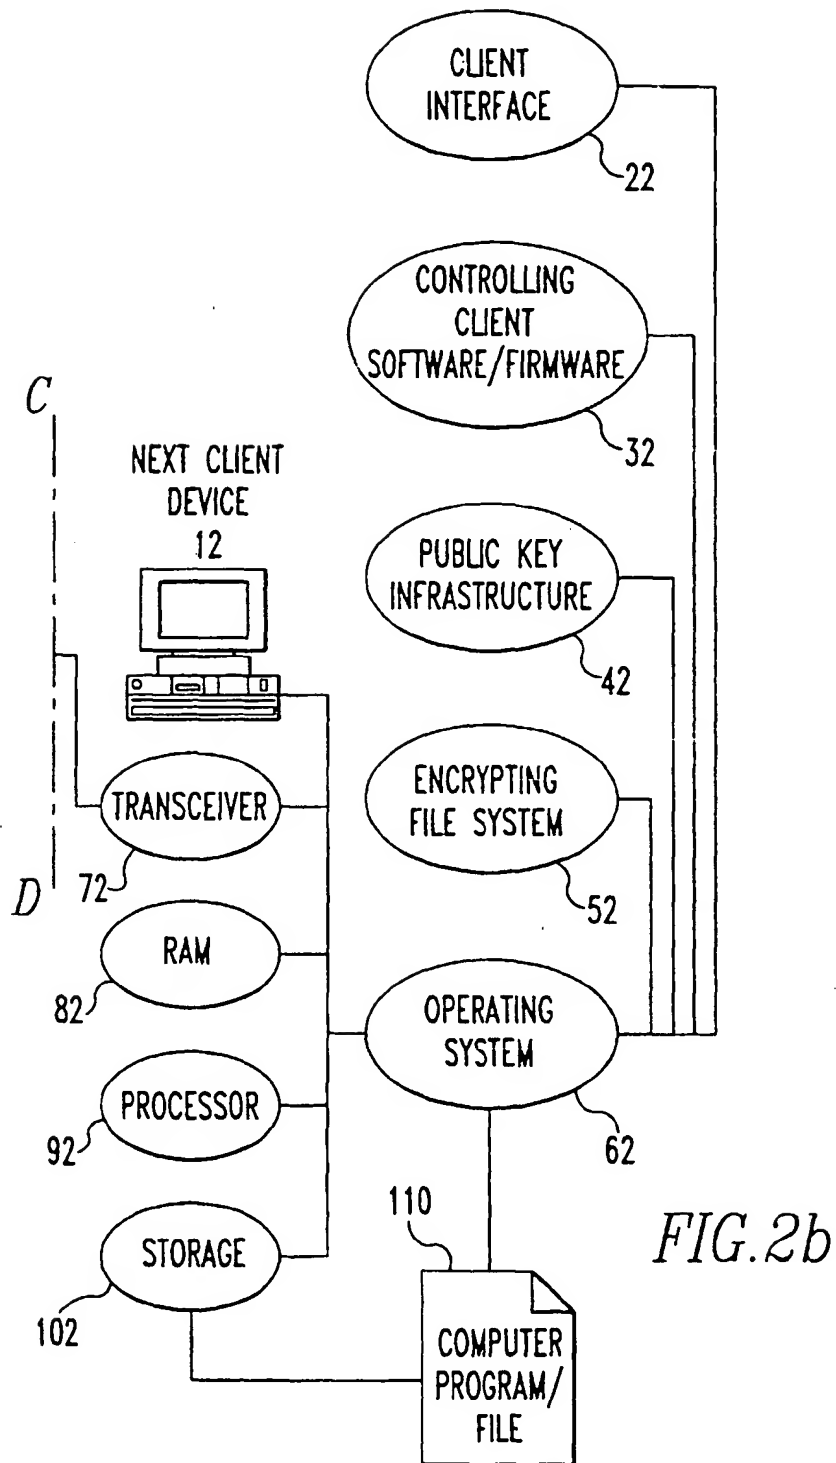 CLIENT
INTERFACE
22
CONTROLLING
CLIENT
SOFTWARE/FIRMWARE
32
C
NEXT CLIENT
DEVICE
12
PUBLIC KEY
INFRASTRUCTURE
42
TRANSCEIVER
72
D
ENCRYPTING
FILE SYSTEM
52
RAM
82
OPERATING
SYSTEM
62
PROCESSOR
92
STORAGE
102
110
COMPUTER
PROGRAM/
FILE
FIG.2b